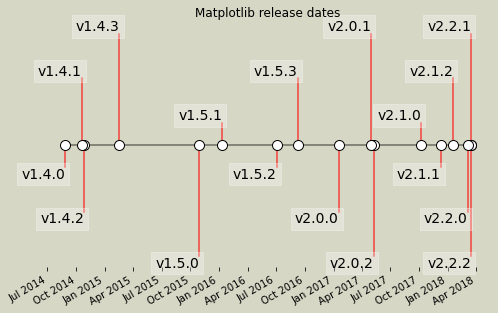 Matplotlib release dates
v1.4.3
v2.0.1
v2.2.1
v1.4.1
v1.5.3
v2.1.2
v1.5.1
v2.1.0
v1.4.0
v1.5.2
v2.1.1
v1.4.2
v2.0.0
v2.2.0
v1.5.0
v2.0.2
v2.2.2
Jul 2014
Oct 2014
Jan 2015
Apr 2015
Jul 2015
Oct 2015
Jan 2016
Apr 2016
Jul 2016
Oct 2016
Jan 2017
Apr 2017
Jul 2017
Oct 2017
Jan 2018
Apr 2018